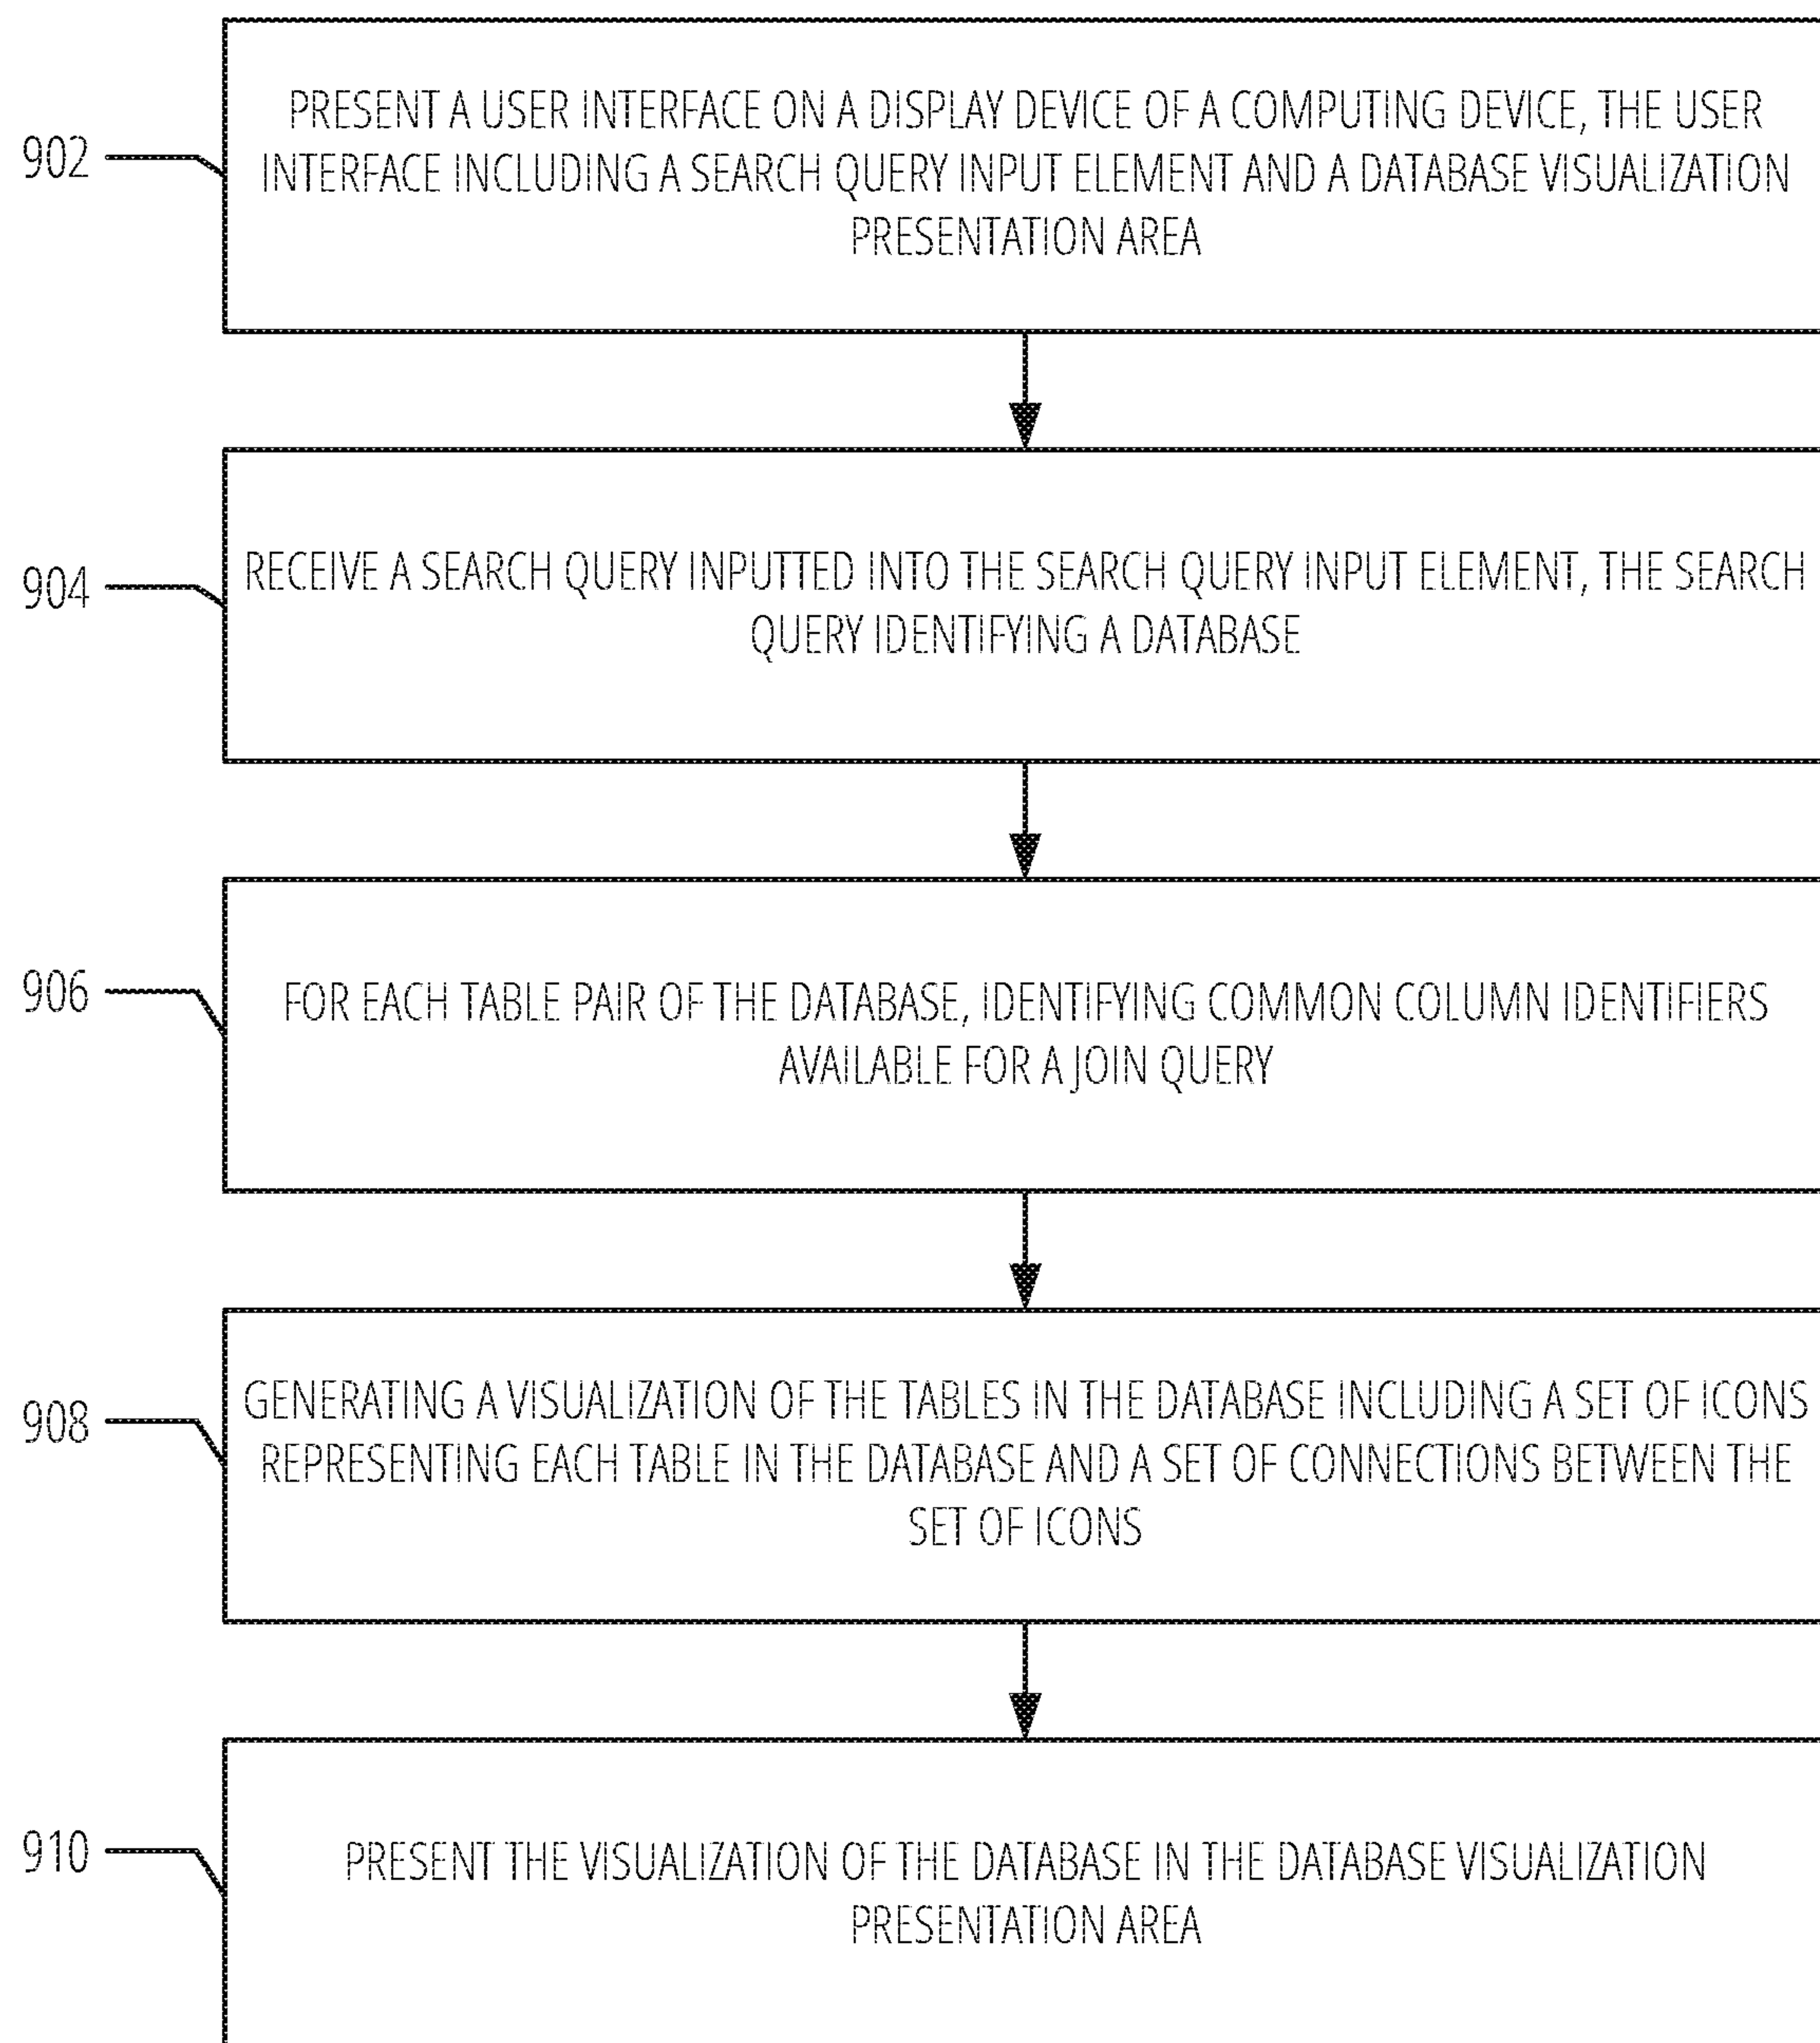 902
PRESENT A USER INTERFACE ON A DISPLAY DEVICE OF A COMPUTING DEVICE, THE USER
INTERFACE INCLUDING A SEARCH QUERY INPUT ELEMENT AND A DATABASE VISUALIZATION
PRESENTATION AREA
904
RECEIVE A SEARCH QUERY INPUTTED INTO THE SEARCH QUERY INPUT ELEMENT, THE SEARCH
QUERY IDENTIFYING A DATABASE
906
FOR EACH TABLE PAIR OF THE DATABASE, IDENTIFYING COMMON COLUMN IDENTIFIERS
AVAILABLE FOR A JOIN QUERY
908
GENERATING A VISUALIZATION OF THE TABLES IN THE DATABASE INCLUDING A SET OF ICONS
REPRESENTING EACH TABLE IN THE DATABASE AND A SET OF CONNECTIONS BETWEEN THE
SET OF ICONS
910
PRESENT THE VISUALIZATION OF THE DATABASE IN THE DATABASE VISUALIZATION
PRESENTATION AREA